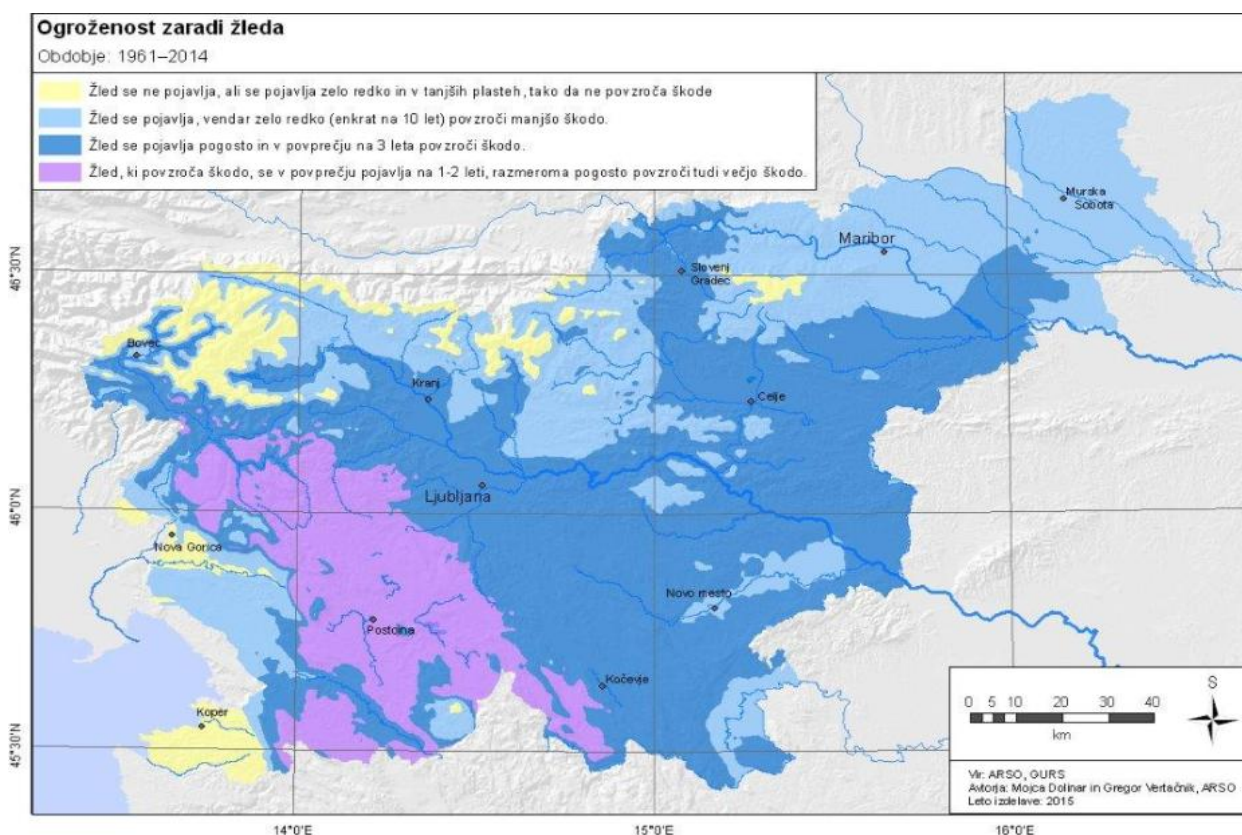 Ogroženost zaradi žleda
Obdobje: 1961–2014
Žled se ne pojavlja, ali se pojavlja zelo redko in v tanjših plasteh, tako da ne povzroča škode
Žled se pojavlja, vendar zelo redko (enkrat na 10 let) povzroči manjšo škodo.
Žled se pojavlja pogosto in v povprečju na 3 leta povzroči škodo.
Žled, ki povzroča škodo, se v povprečju pojavlja na 1-2 leti, razmeroma pogosto povzroči tudi večjo škodo.
Murska
Sobota
Maribor
46°30'N
Slovenj
Gradec
Bovec
Kranj
Celje
Ljubljana
46°0'N
Nova Gorica
Novo mesto
Postojna
Kočevje
Koper
45°30'N
S
0 5 10 20 30 40
km
Vir: ARSO, GURS
Avtorja: Mojca Dolinar in Gregor Vertačnik, ARSO
Leto izdelave: 2015
14°0'E
15°0'E
16°0'E